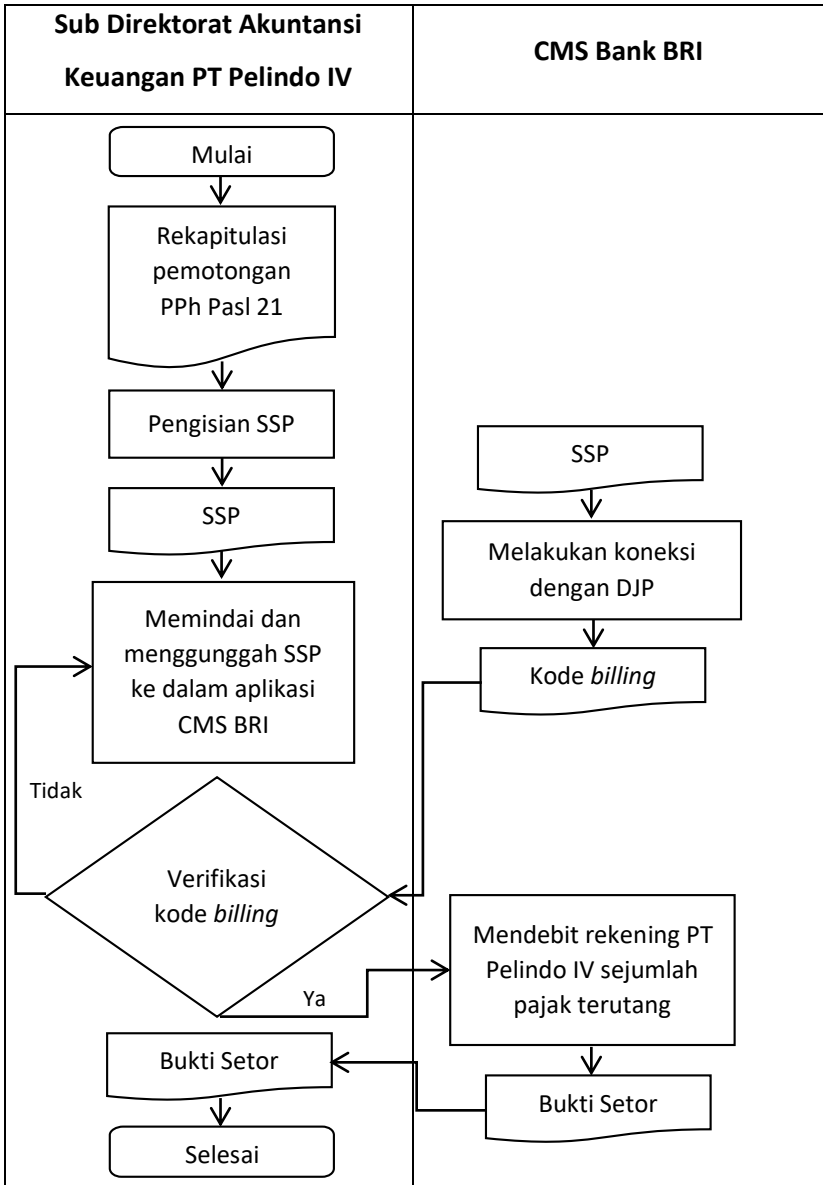 Sub Direktorat Akuntansi
Keuangan PT Pelindo IV
CMS Bank BRI
Mulai
Rekapitulasi
pemotongan
PPh Pasl 21
Pengisian SSP
SSP
Memindai dan
menggunggah SSP
ke dalam aplikasi
CMS BRI
Tidak
Verifikasi
kode billing
Ya
Bukti Setor
Selesai
SSP
Melakukan koneksi
dengan DJP
Kode billing
Mendebit rekening PT
Pelindo IV sejumlah
pajak terutang
Bukti Setor